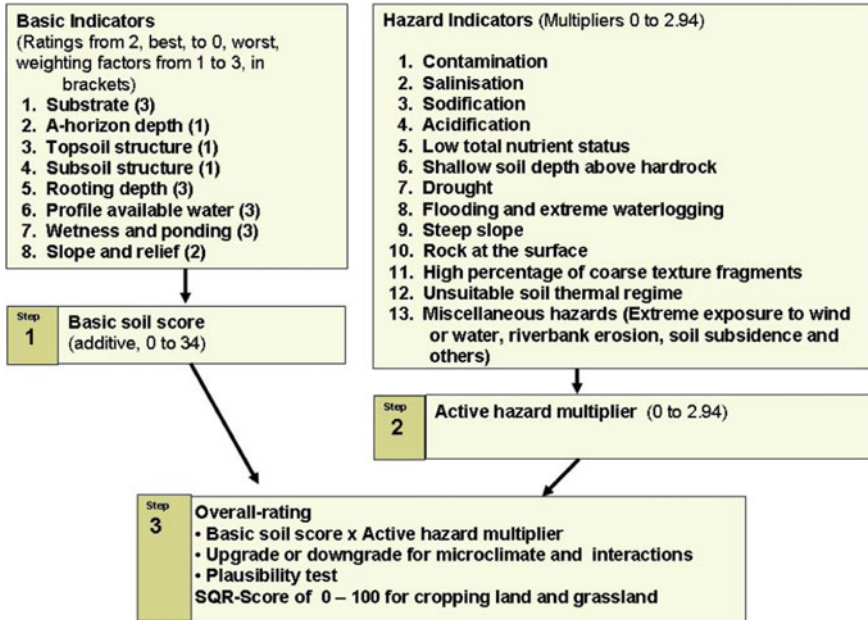 Basic Indicators
(Ratings from 2, best, to 0, worst,
weighting factors from 1 to 3, in
brackets)
1. Substrate (3)
2. A-horizon depth (1)
3. Topsoil structure (1)
4. Subsoil structure (1)
5. Rooting depth (3)
6. Profile available water (3)
7. Wetness and ponding (3)
8. Slope and relief (2)
Hazard Indicators (Multipliers 0 to 2.94)
1. Contamination
2. Salinisation
3. Sodification
4. Acidification
5. Low total nutrient status
6. Shallow soil depth above hardrock
7. Drought
8. Flooding and extreme waterlogging
9. Steep slope
10. Rock at the surface
11. High percentage of coarse texture fragments
12. Unsuitable soil thermal regime
13. Miscellaneous hazards (Extreme exposure to wind
or water, riverbank erosion, soil subsidence and
others)
Step
1
Basic soil score
(additive, 0 to 34)
Step
2
Active hazard multiplier (0 to 2.94)
Step
3
Overall-rating
• Basic soil score x Active hazard multiplier
• Upgrade or downgrade for microclimate and interactions
• Plausibility test
SQR-Score of 0 – 100 for cropping land and grassland